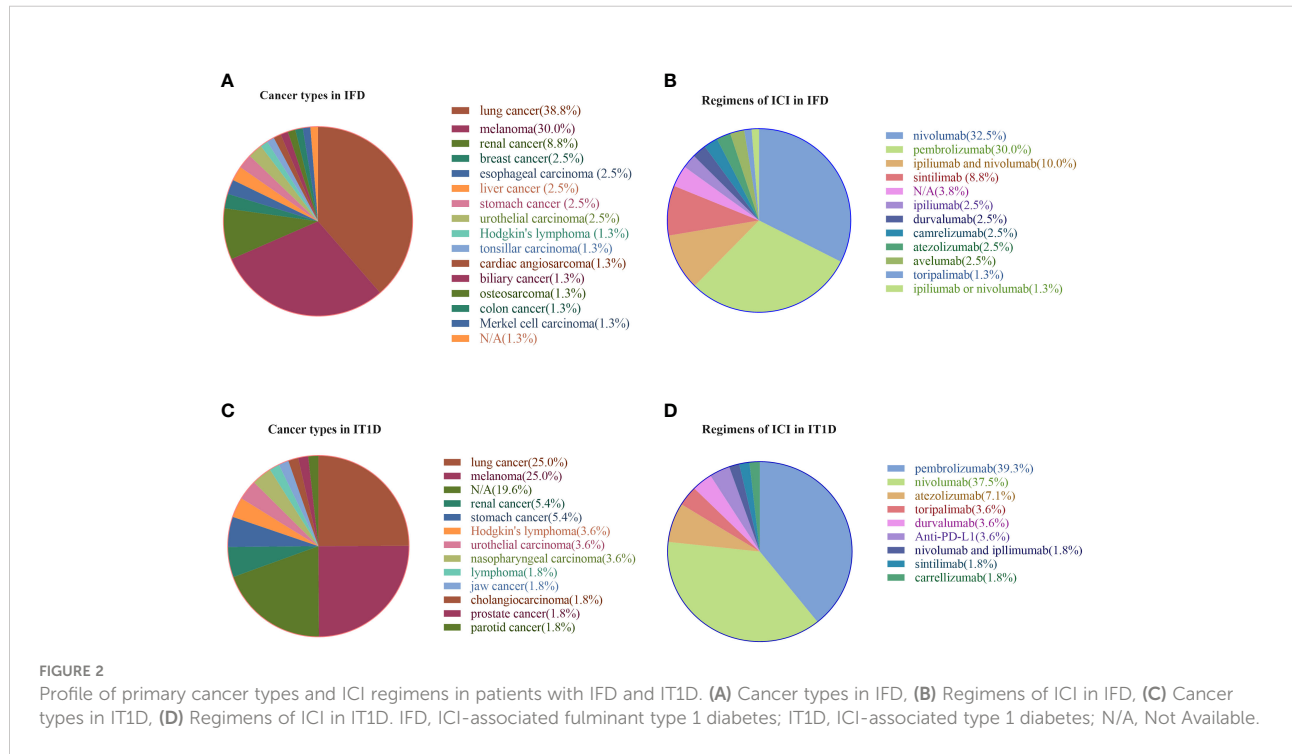 A
Cancer types in IFD
lung cancer(38.8%)
melanoma(30.0%)
renal cancer(8.8%)
breast cancer(2.5%)
esophageal carcinoma (2.5%)
liver cancer (2.5%)
stomach cancer (2.5%)
urothelial carcinoma(2.5%)
Hodgkin's lymphoma (1.3%)
tonsillar carcinoma(1.3%)
cardiac angiosarcoma(1.3%)
biliary cancer(1.3%)
osteosarcoma(1.3%)
colon cancer(1.3%)
Merkel cell carcinoma(1.3%)
N/A(1.3%)
B
Regimens of ICI in IFD
nivolumab(32.5%)
pembrolizumab(30.0%)
ipiliumab and nivolumab(10.0%)
sintilimab (8.8%)
N/A(3.8%)
ipiliumab(2.5%)
durvalumab(2.5%)
camrelizumab(2.5%)
atezolizumab(2.5%)
avelumab(2.5%)
toripalimab(1.3%)
ipiliumab or nivolumab(1.3%)
C
Cancer types in IT1D
lung cancer(25.0%)
melanoma(25.0%)
N/A(19.6%)
renal cancer(5.4%)
stomach cancer(5.4%)
Hodgkin's lymphoma(3.6%)
urothelial carcinoma(3.6%)
nasopharyngeal carcinoma(3.6%)
lymphoma(1.8%)
jaw cancer(1.8%)
cholangiocarcinoma(1.8%)
prostate cancer(1.8%)
parotid cancer(1.8%)
D
Regimens of ICI in IT1D
pembrolizumab(39.3%)
nivolumab(37.5%)
atezolizumab(7.1%)
toripalimab(3.6%)
durvalumab(3.6%)
Anti-PD-L1(3.6%)
nivolumab and ipllimumab(1.8%)
sintilimab(1.8%)
carrellizumab(1.8%)
FIGURE 2
Profile of primary cancer types and ICI regimens in patients with IFD and IT1D. (A) Cancer types in IFD, (B) Regimens of ICI in IFD, (C) Cancer
types in IT1D, (D) Regimens of ICI in IT1D. IFD, ICI-associated fulminant type 1 diabetes; IT1D, ICI-associated type 1 diabetes; N/A, Not Available.